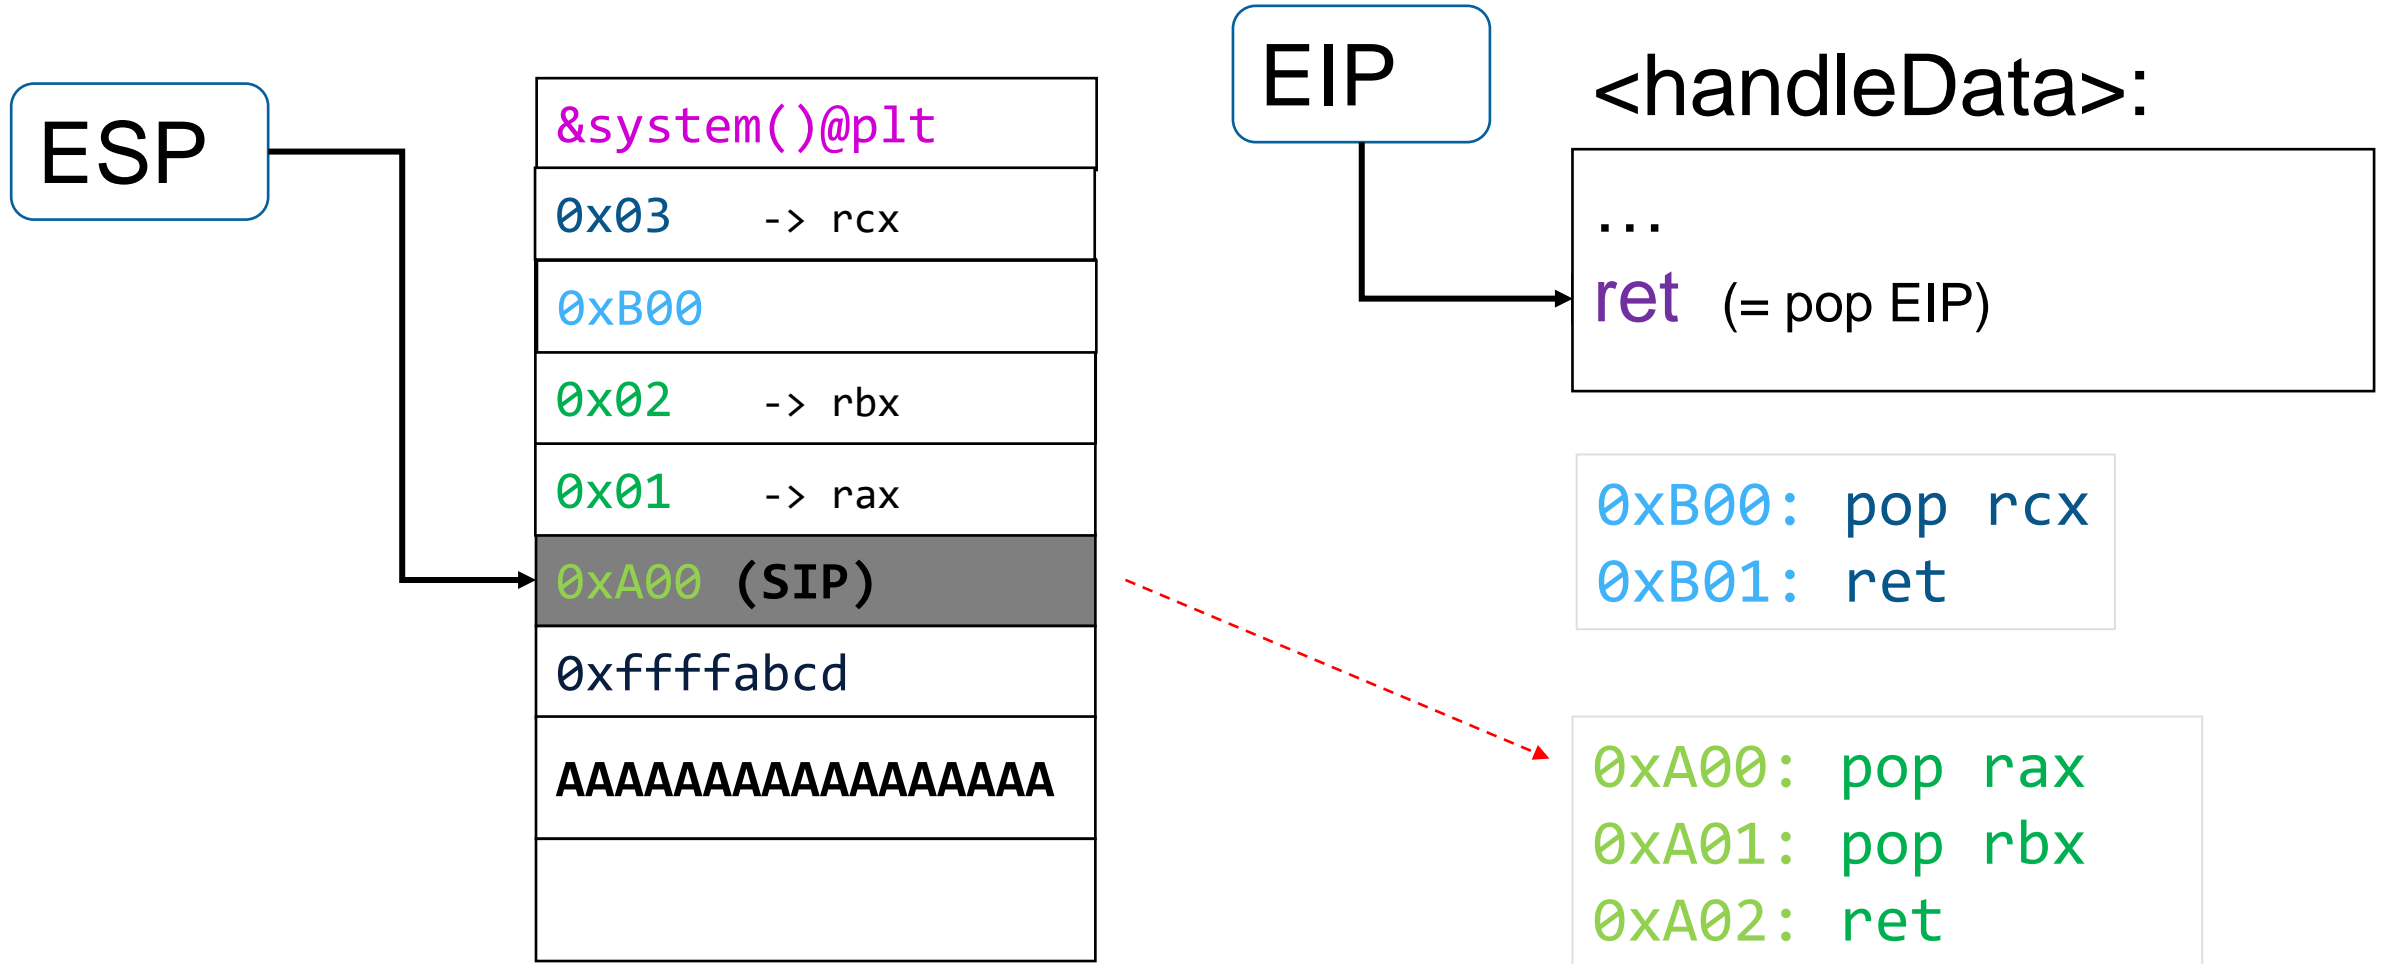 ESP
&system()@plt
0x03 -> rcx
0xB00
0x02 -> rbx
0x01 -> rax
0xA00 (SIP)
0xffffabcd
AAAAAAAAAAAAAAAAA
EIP
<handleData>:
...
ret (= pop EIP)
0xB00: pop rcx
0xB01: ret
0xA00: pop rax
0xA01: pop rbx
0xA02: ret